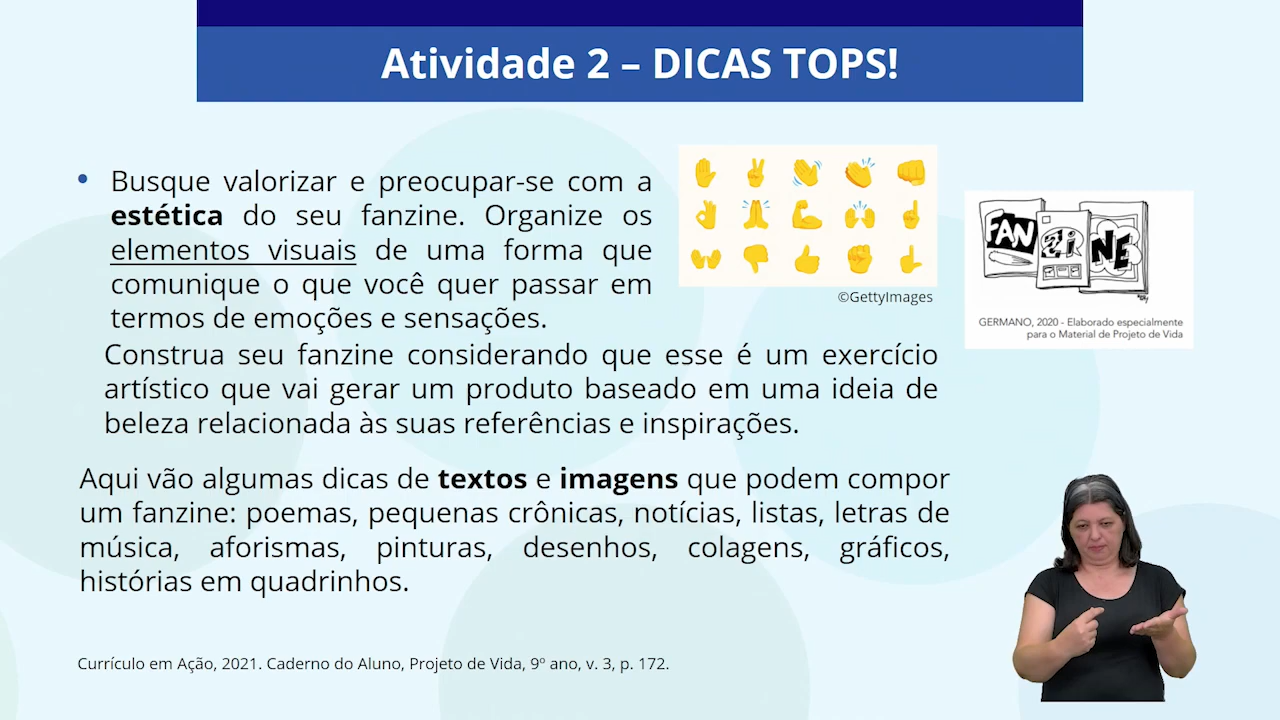 Atividade 2 – DICAS TOPS!
• Busque valorizar e preocupar-se com a
estética do seu fanzine. Organize os
elementos visuais de uma forma que
comunique o que você quer passar em
termos de emoções e sensações.
©GettyImages
FAN ZI NE
GERMANO, 2020 - Elaborado especialmente
para o Material de Projeto de Vida
Construa seu fanzine considerando que esse é um exercício
artístico que vai gerar um produto baseado em uma ideia de
beleza relacionada às suas referências e inspirações.
Aqui vão algumas dicas de textos e imagens que podem compor
um fanzine: poemas, pequenas crônicas, notícias, listas, letras de
música, aforismas, pinturas, desenhos, colagens, gráficos,
histórias em quadrinhos.
Currículo em Ação, 2021. Caderno do Aluno, Projeto de Vida, 9º ano, v. 3, p. 172.